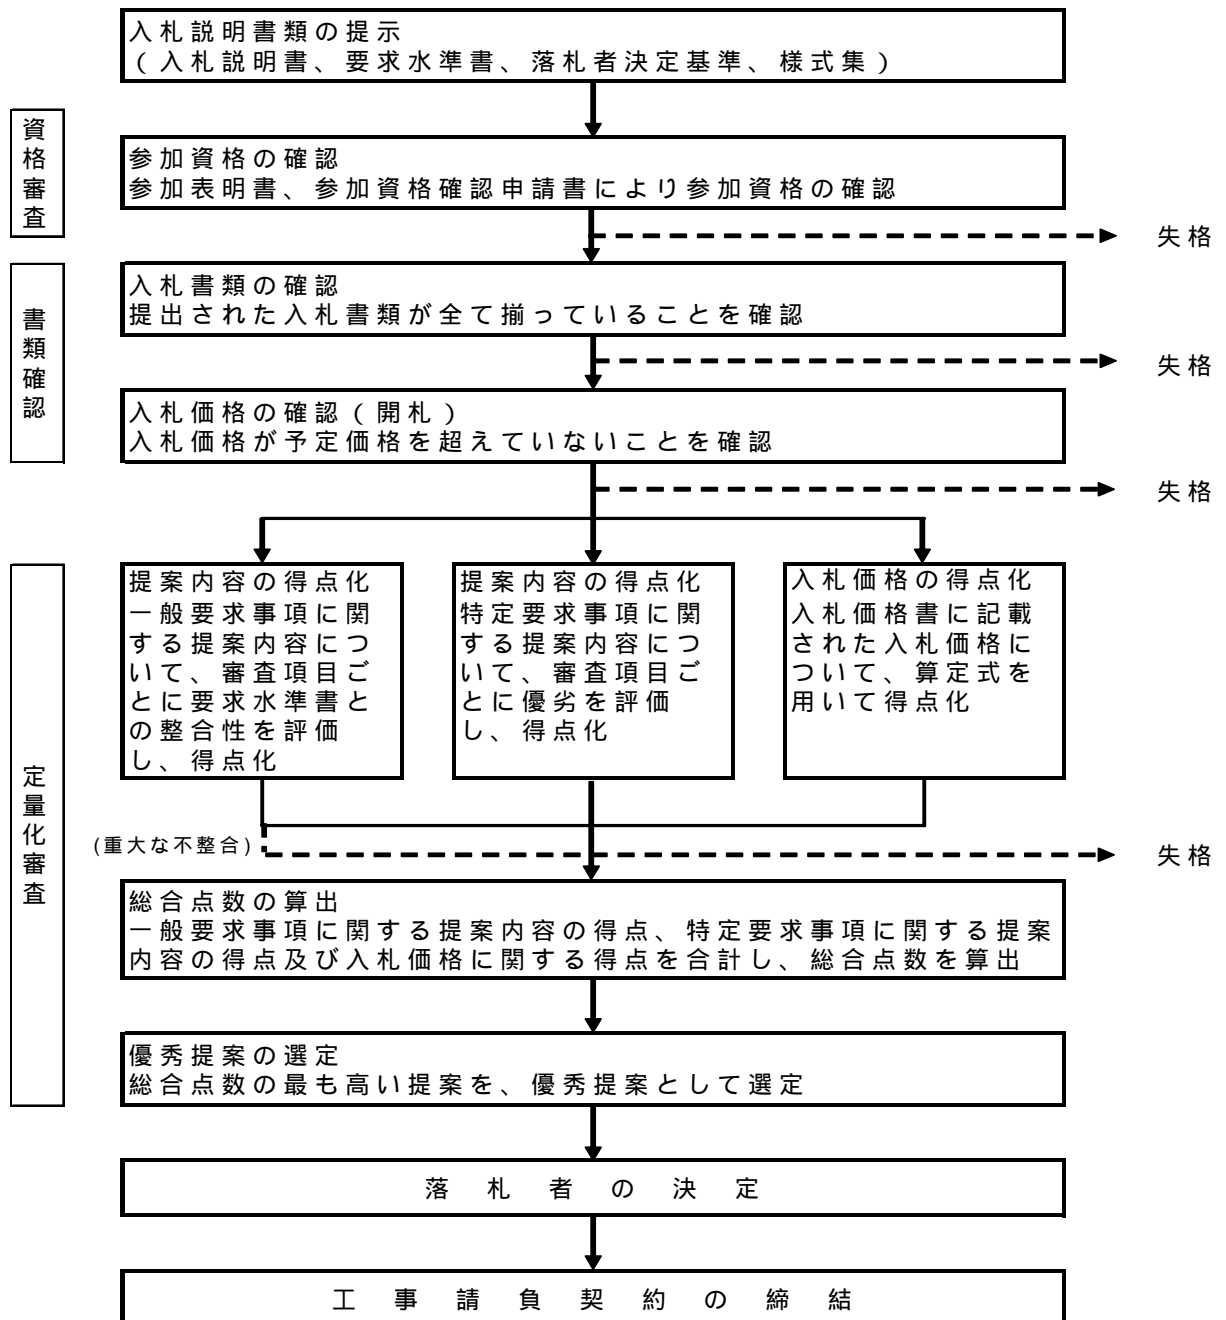 入札説明書類の提示
(入札説明書、要求水準書、落札者決定基準、様式集)
資格審査
参加資格の確認
参加表明書、参加資格確認申請書により参加資格の確認
失格
書類確認
入札書類の確認
提出された入札書類が全て揃っていることを確認
失格
入札価格の確認(開札)
入札価格が予定価格を超えていないことを確認
失格
定量化審査
提案内容の得点化
一般要求事項に関
する提案内容につ
いて、審査項目ご
とに要求水準書と
の整合性を評価
し、得点化
提案内容の得点化
特定要求事項に関
する提案内容につ
いて、審査項目ご
とに優劣を評価
し、得点化
入札価格の得点化
入札価格書に記載
された入札価格に
ついて、算定式を
用いて得点化
(重大な不整合)
失格
総合点数の算出
一般要求事項に関する提案内容の得点、特定要求事項に関する提案
内容の得点及び入札価格に関する得点を合計し、総合点数を算出
優秀提案の選定
総合点数の最も高い提案を、優秀提案として選定
落札者の決定
工事請負契約の締結